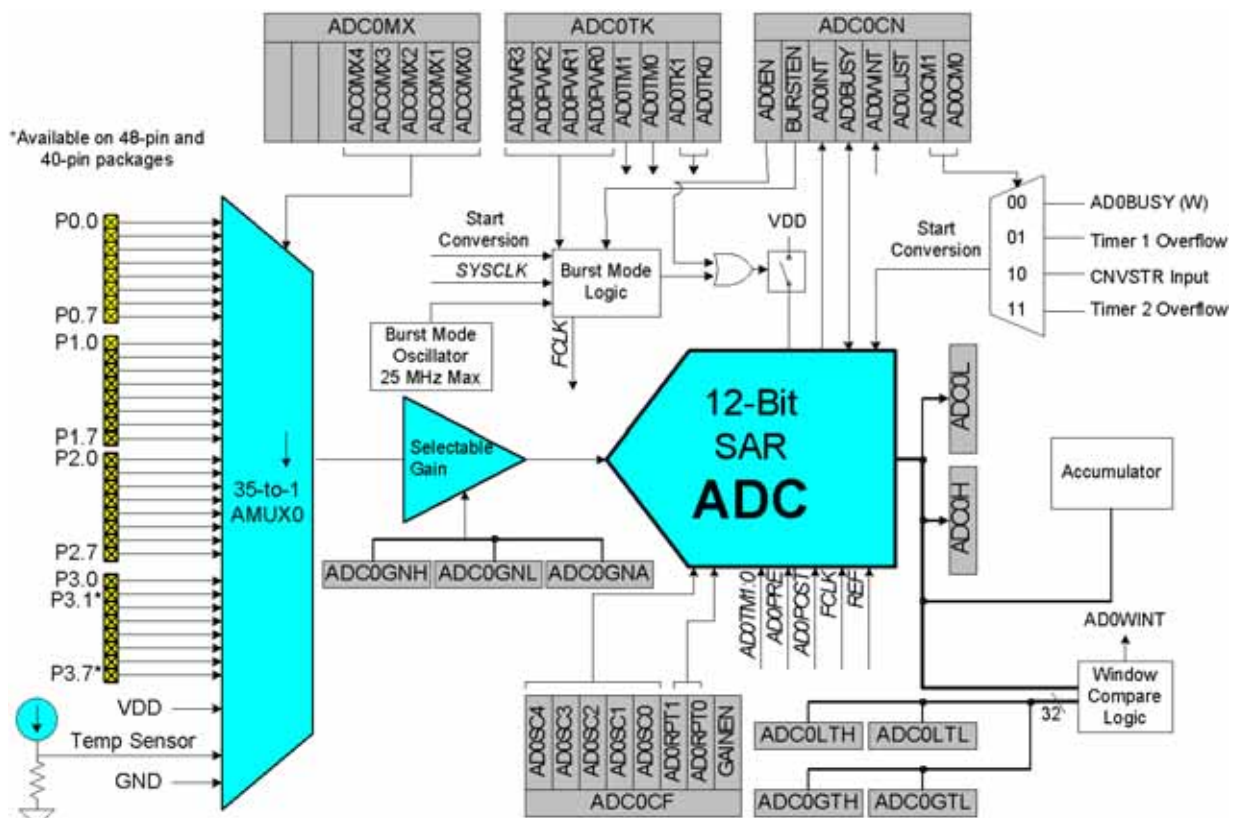 ADC0MX
ADC0MX4
ADC0MX3
ADC0MX2
ADC0MX1
ADC0MX0
ADC0TK
AD0PWR3
AD0PWR2
AD0PWR1
AD0PWR0
AD0TM1
AD0TM0
AD0TK1
AD0TK0
ADC0CN
AD0EN
BURSTEN
AD0INT
AD0BUSY
AD0WINT
AD0LJST
AD0CM1
AD0CM0
*Available on 48-pin and
40-pin packages
P0.0
P0.7
P1.0
P1.7
P2.0
P2.7
P3.0
P3.1*
P3.7*
VDD
Temp Sensor
GND
35-to-1
AMUX0
Start
Conversion
SYSCLK
Burst Mode
Logic
Burst Mode
Oscillator
25 MHz Max
FCLK
VDD
Start
Conversion
00
01
10
11
AD0BUSY (W)
Timer 1 Overflow
CNVSTR Input
Timer 2 Overflow
Selectable
Gain
ADC0GNH
ADC0GNL
ADC0GNA
12-Bit
SAR
ADC
ADC0L
ADC0H
Accumulator
AD0TM1:0
AD0PRE
AD0POST
FCLK
REF
AD0WINT
Window
Compare
Logic
32
ADC0LTH
ADC0LTL
ADC0GTH
ADC0GTL
AD0SC4
AD0SC3
AD0SC2
AD0SC1
AD0SC0
AD0RPT1
AD0RPT0
GAINEN
ADC0CF